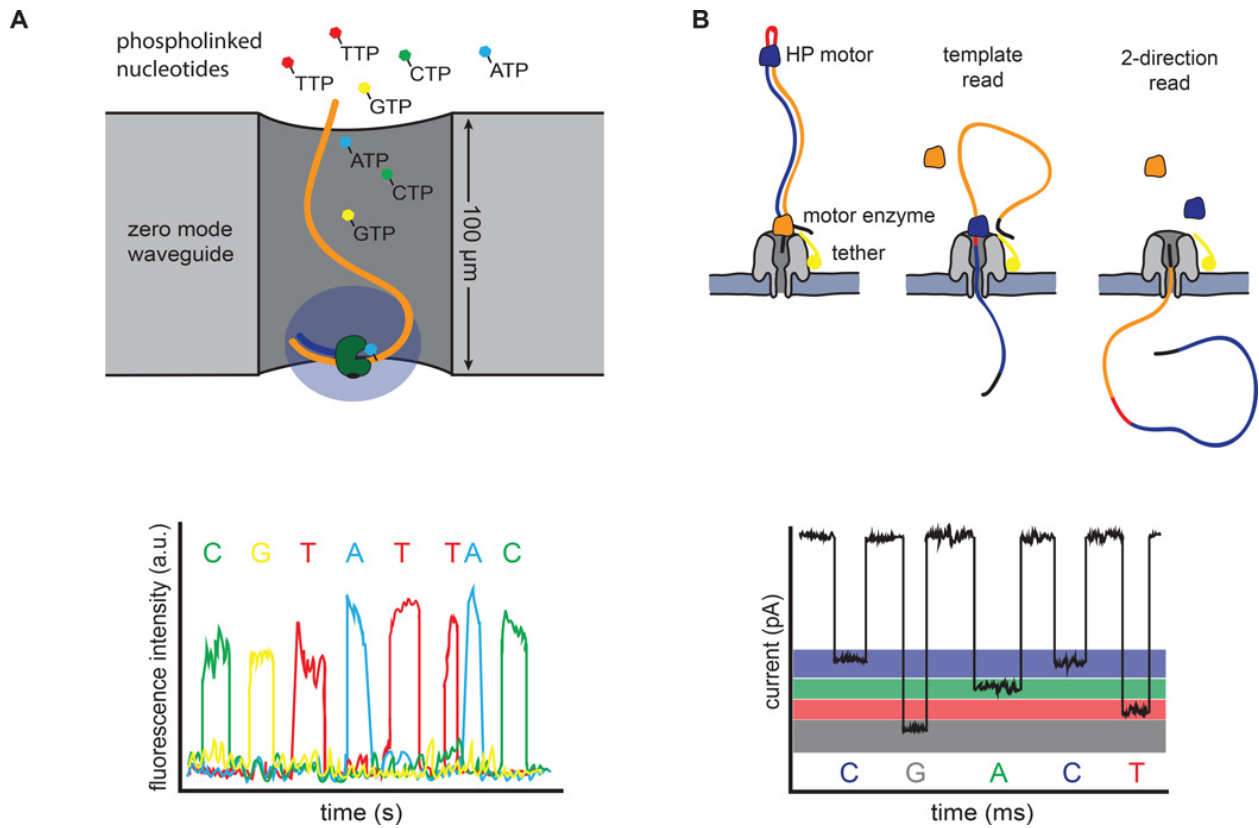 A
phospholinked
nucleotides
TTP
TTP
CTP
ATP
GTP
ATP
CTP
GTP
zero mode
waveguide
100 µm
fluorescence intensity (a.u.)
C G T A T T A C
time (s)
B
HP motor
template
read
2-direction
read
motor enzyme
tether
current (pA)
C G A C T
time (ms)